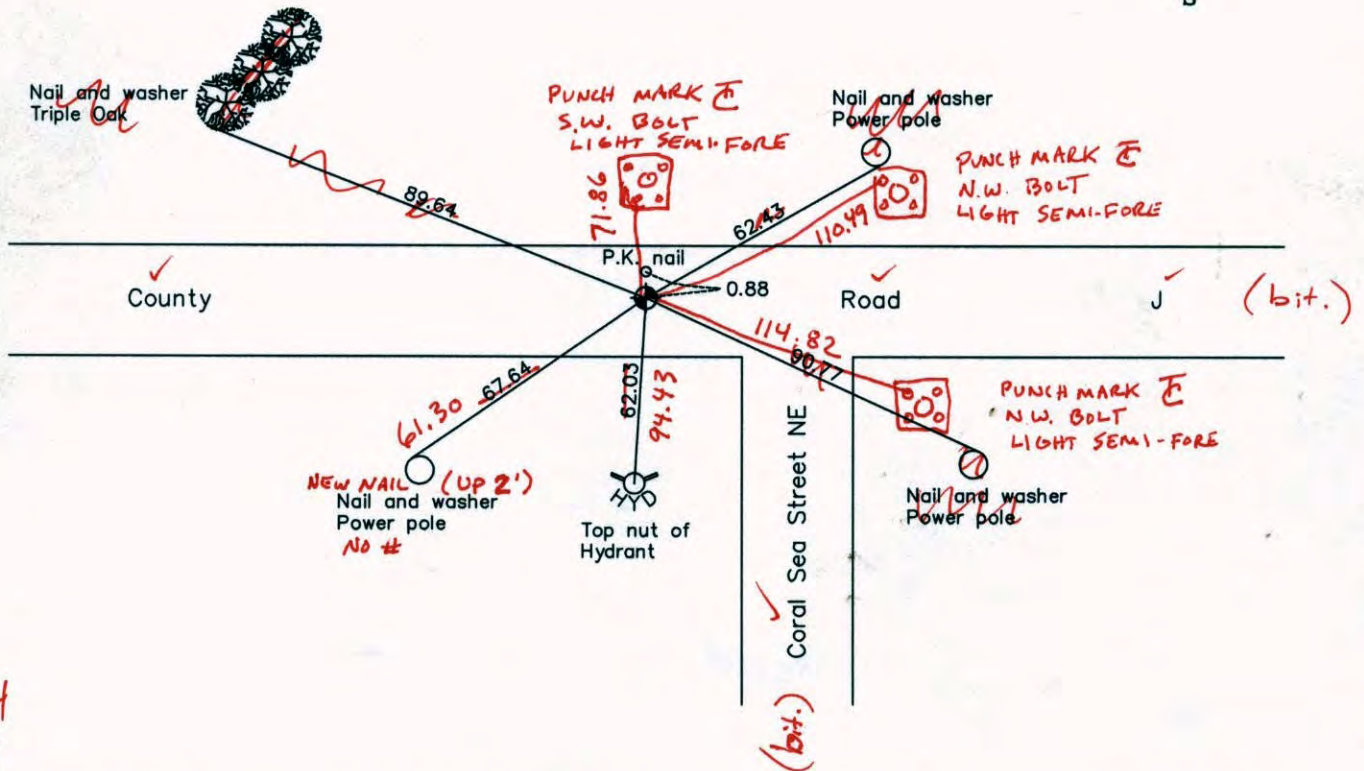 S
Nail and washer
Triple Oak
PUNCH MARK ℄
S.W. BOLT
LIGHT SEMI-FORE
Nail and washer
Power pole
PUNCH MARK ℄
N.W. BOLT
LIGHT SEMI-FORE
89.64
71.86
62.43
110.49
P.K. nail
0.88
County
Road
J
(bit.)
114.82
90.77
67.64
61.30
62.03
94.43
PUNCH MARK ℄
N.W. BOLT
LIGHT SEMI-FORE
NEW NAIL (UP 2')
Nail and washer
Power pole
NO #
HYD
Top nut of
Hydrant
Nail and washer
Power pole
Coral Sea Street NE
(bit.)